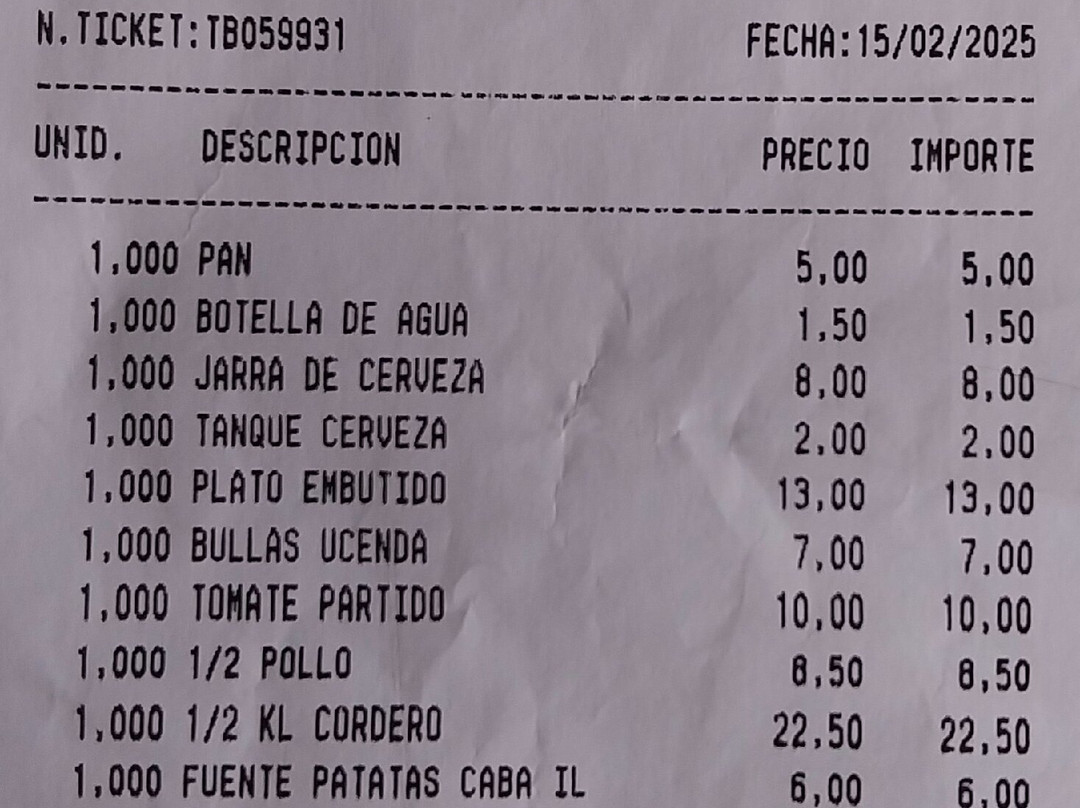 N.TICKET:TB059931 FECHA:15/02/2025
UNID. DESCRIPCION PRECIO IMPORTE
1,000 PAN 5,00 5,00
1,000 BOTELLA DE AGUA 1,50 1,50
1,000 JARRA DE CERVEZA 8,00 8,00
1,000 TANQUE CERVEZA 2,00 2,00
1,000 PLATO EMBUTIDO 13,00 13,00
1,000 BULLAS UCENDA 7,00 7,00
1,000 TOMATE PARTIDO 10,00 10,00
1,000 1/2 POLLO 8,50 8,50
1,000 1/2 KL CORDERO 22,50 22,50
1,000 FUENTE PATATAS CABA IL 6,00 6,00